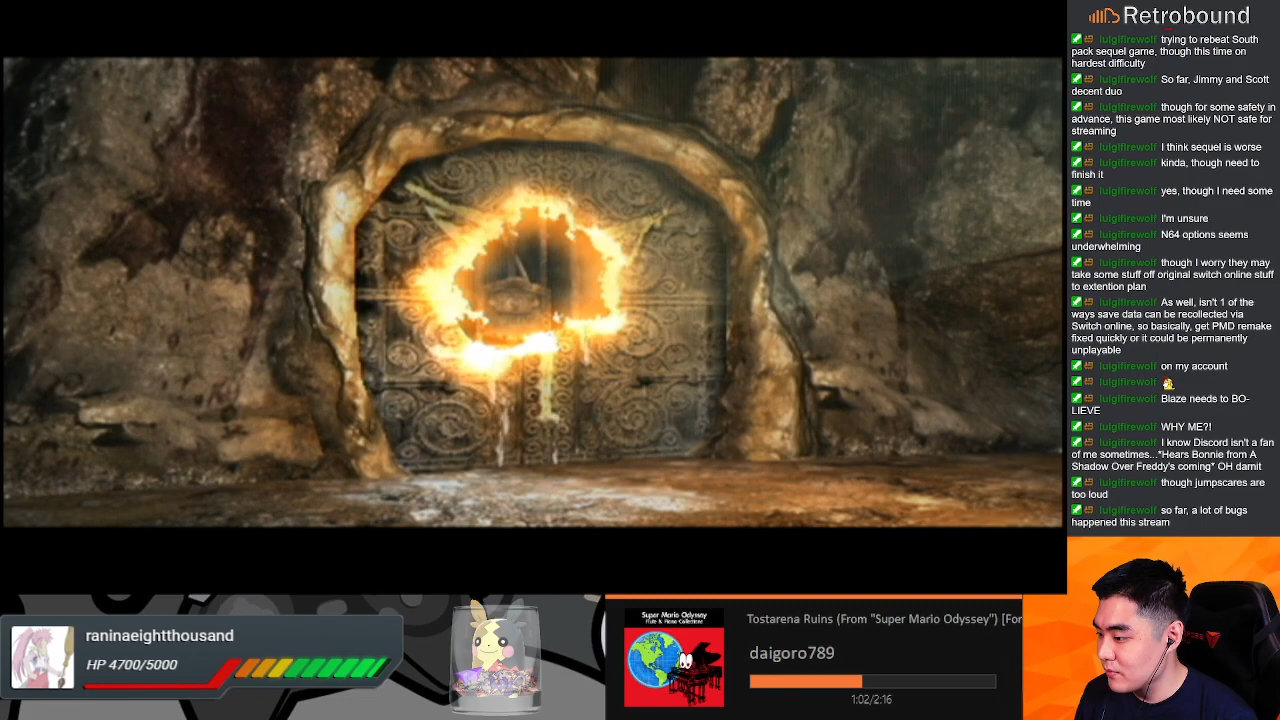 Retrobound
luigifirewolf trying to rebeat South
pack sequel game, though this time on
hardest difficulty
luigifirewolf So far, Jimmy and Scott
decent duo
luigifirewolf though for some safety in
advance, this game most likely NOT safe for
streaming
luigifirewolf I think sequel is worse
luigifirewolf kinda, though need to
finish it
luigifirewolf yes, though I need some
time
luigifirewolf I'm unsure
luigifirewolf N64 options seems
underwhelming
luigifirewolf though I worry they may
take some stuff off original switch online stuff
to extention plan
luigifirewolf As well, isn't 1 of the
ways save data can be recollected via
Switch online, so basically, get PMD remake
fixed quickly or it could be permanently
unplayable
luigifirewolf on my account
luigifirewolf
luigifirewolf Blaze needs to BO-
LIEVE
luigifirewolf WHY ME?!
luigifirewolf I know Discord isn't a fan
of me sometimes...*Hears Bonnie from A
Shadow Over Freddy's coming* OH darnit
luigifirewolf though jumpscares are
too loud
luigifirewolf so far, a lot of bugs
happened this stream
raninaeightthousand
HP 4700/5000
Super Mario Odyssey
Flute & Piano Collections
Tostarena Ruins (From "Super Mario Odyssey") [For
daigoro789
1:02/2:16